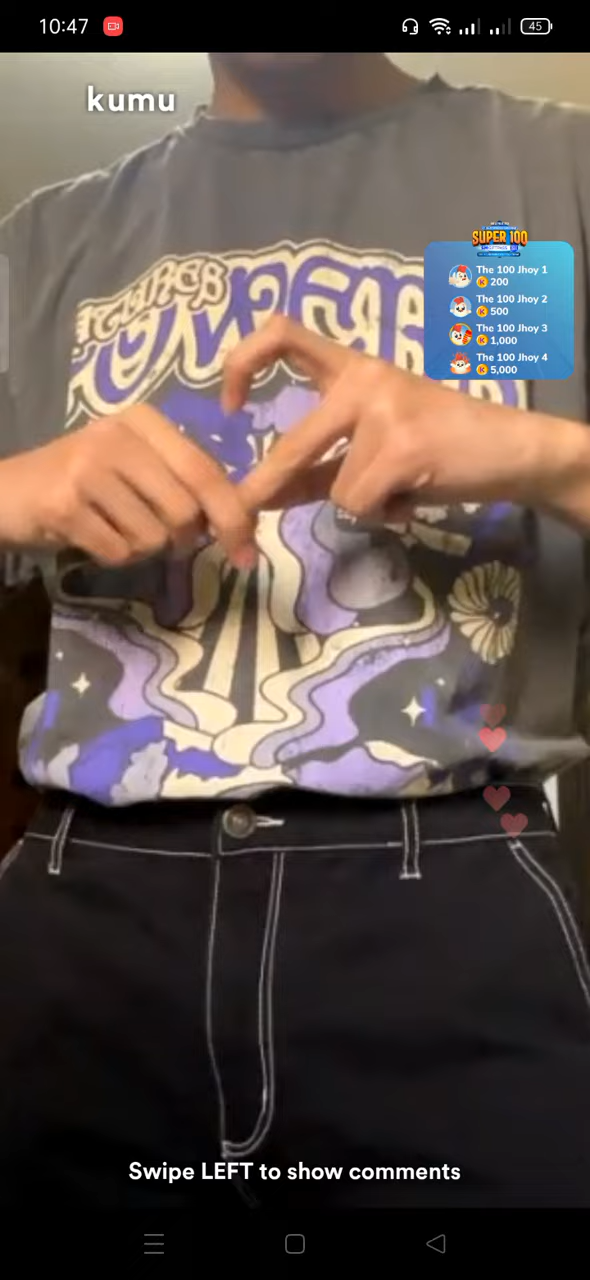 10:47
45
kumu
SUPER 100
The 100 Jhoy 1
200
The 100 Jhoy 2
500
The 100 Jhoy 3
1,000
The 100 Jhoy 4
5,000
Swipe LEFT to show comments